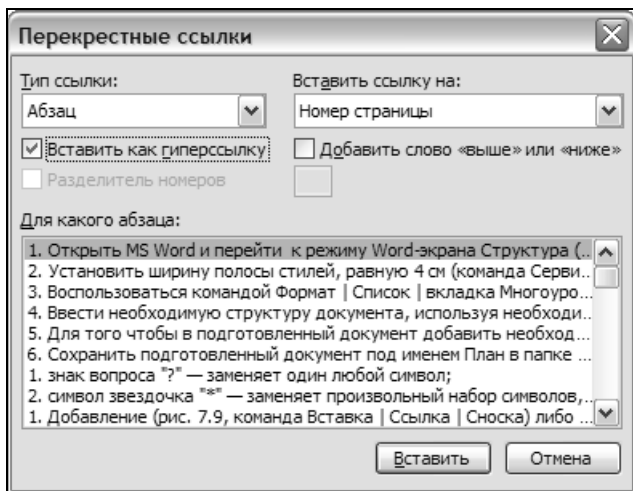 Перекрестные ссылки
Тип ссылки: Вставить ссылку на:
Абзац Номер страницы
Вставить как гиперссылку Добавить слово «выше» или «ниже»
Разделитель номеров
Для какого абзаца:
1. Открыть MS Word и перейти к режиму Word-экрана Структура (...
2. Установить ширину полосы стилей, равную 4 см (команда Серви...
3. Воспользоваться командой Формат | Список | вкладка Многоуро...
4. Ввести необходимую структуру документа, используя необходи...
5. Для того чтобы в подготовленный документ добавить необход...
6. Сохранить подготовленный документ под именем План в папке ...
1. знак вопроса "?" — заменяет один любой символ;
2. символ звездочка "*" — заменяет произвольный набор символов,...
1. Добавление (рис. 7.9, команда Вставка | Ссылка | Сноска) либо ...
Вставить Отмена